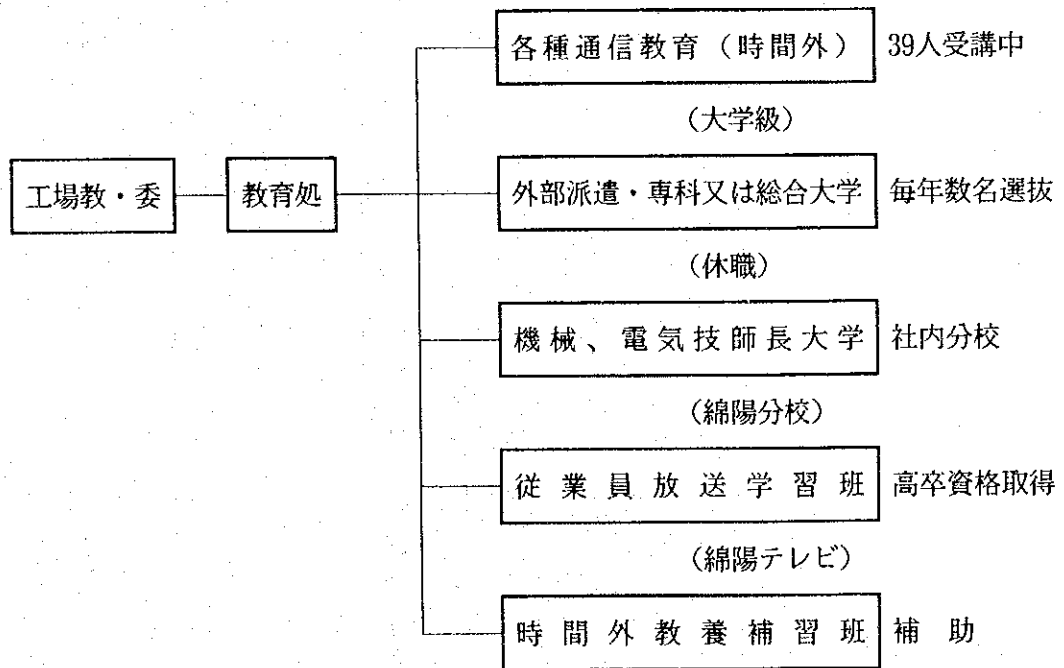 各種通信教育（時間外） 39人受講中
（大学級）
工場教・委 教育処 外部派遣・専科又は総合大学 毎年数名選抜
（休職）
機械、電気技師長大学 社内分校
（綿陽分校）
従業員放送学習班 高卒資格取得
（綿陽テレビ）
時間外教養補習班 補助